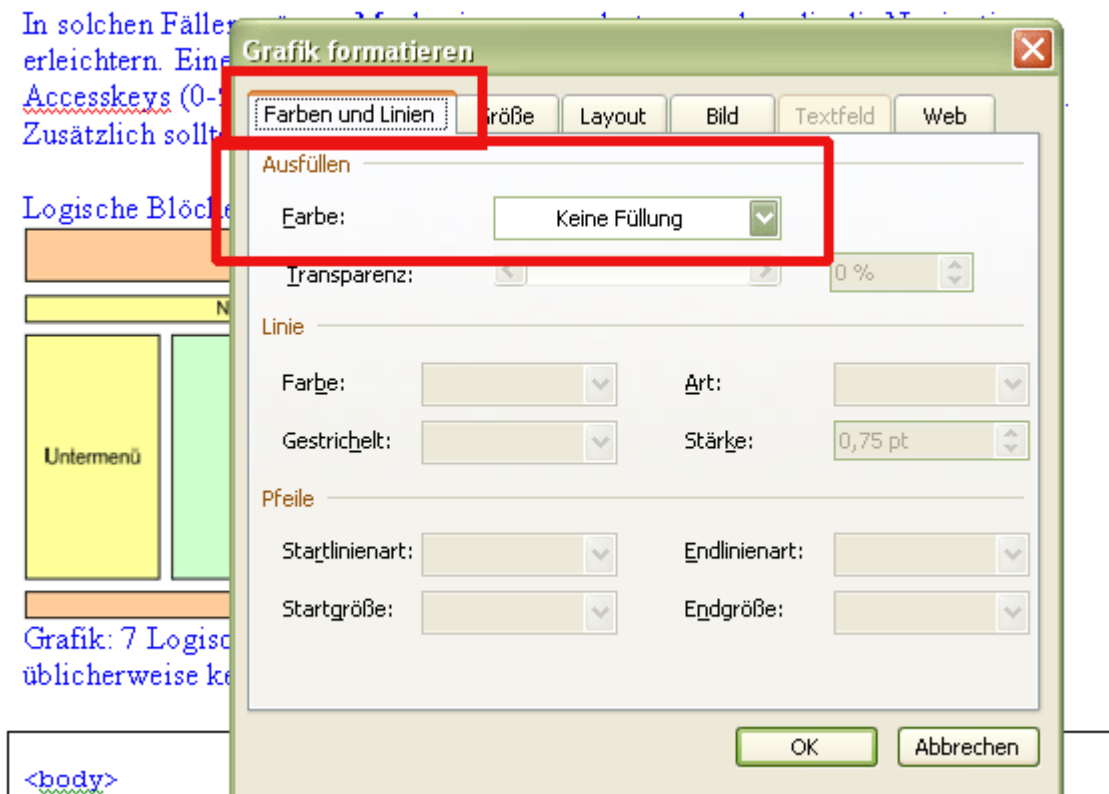 In solchen Fällen
Grafik formatieren
erleichtern. Eine
Accesskeys (0-
Zusätzlich sollt
Farben und Linien
Größe
Layout
Bild
Textfeld
Web
Ausfüllen
Logische Blöcke
Farbe:
Keine Füllung
Transparenz:
0 %
N
Linie
Farbe:
Art:
Untermenü
Gestrichelt:
Stärke:
0,75 pt
Pfeile
Startlinienart:
Endlinienart:
Startgröße:
Endgröße:
Grafik: 7 Logisc
üblicherweise ke
OK
Abbrechen
<body>